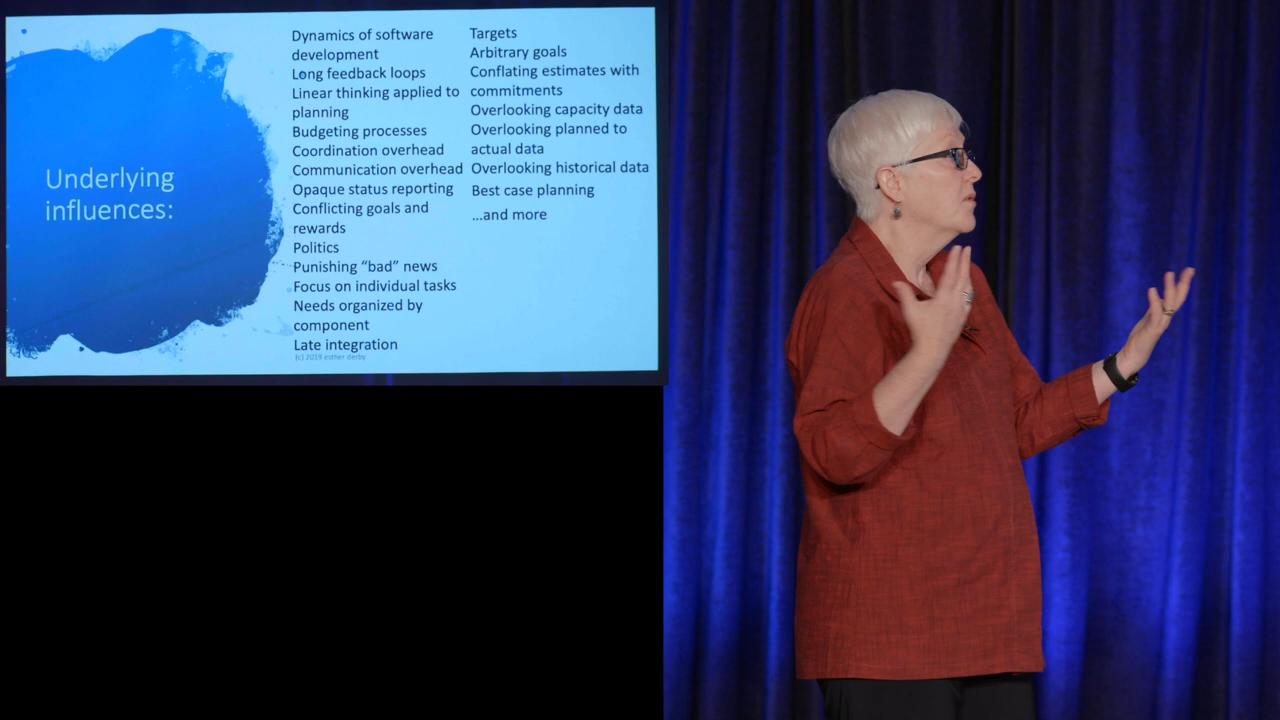 Underlying
influences:
Dynamics of software
development
Long feedback loops
Linear thinking applied to
planning
Budgeting processes
Coordination overhead
Communication overhead
Opaque status reporting
Conflicting goals and
rewards
Politics
Punishing “bad” news
Focus on individual tasks
Needs organized by
component
Late integration
(c) 2019 esther derby
Targets
Arbitrary goals
Conflating estimates with
commitments
Overlooking capacity data
Overlooking planned to
actual data
Overlooking historical data
Best case planning
...and more